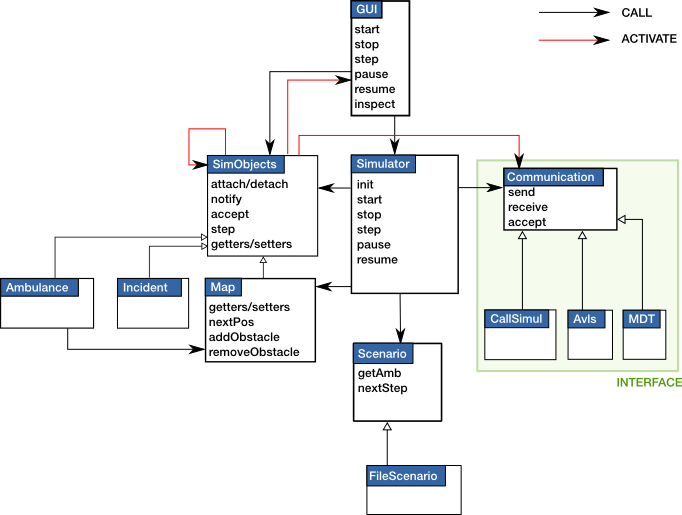 GUI
start
stop
step
pause
resume
inspect
CALL
ACTIVATE
SimObjects
attach/detach
notify
accept
step
getters/setters
Simulator
init
start
stop
step
pause
resume
Communication
send
receive
accept
Ambulance
Incident
Map
getters/setters
nextPos
addObstacle
removeObstacle
CallSimul
Avls
MDT
INTERFACE
Scenario
getAmb
nextStep
FileScenario